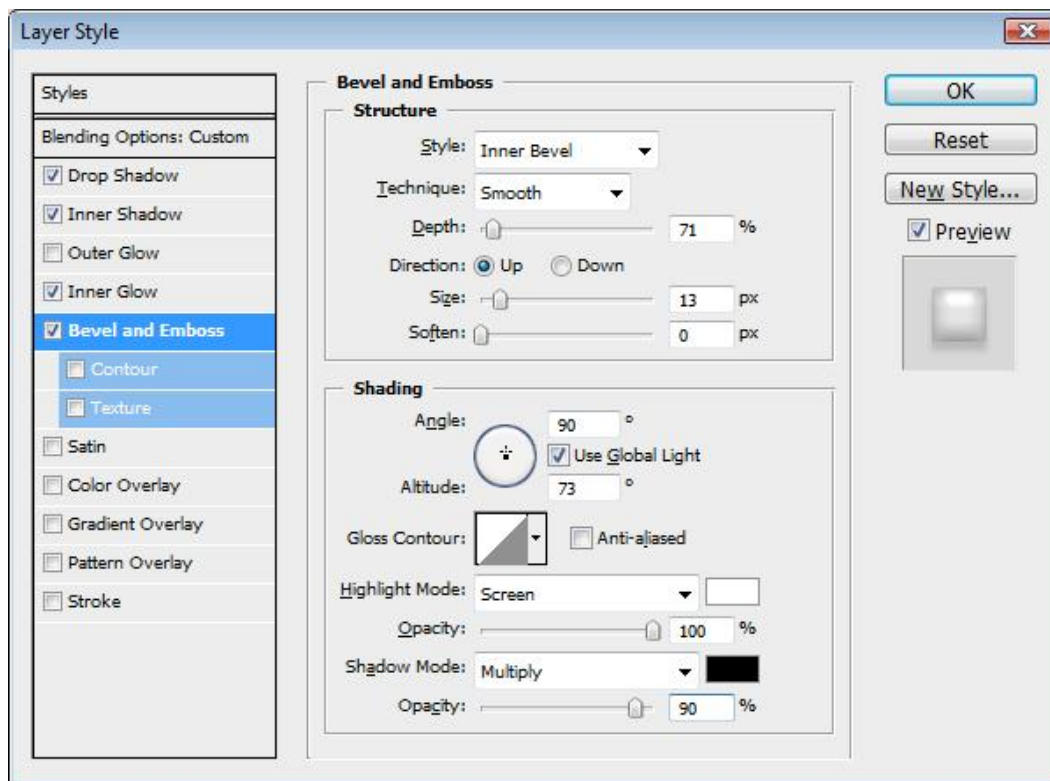 Layer Style
Styles
Blending Options: Custom
Drop Shadow
Inner Shadow
Outer Glow
Inner Glow
Bevel and Emboss
Contour
Texture
Satin
Color Overlay
Gradient Overlay
Pattern Overlay
Stroke
Bevel and Emboss
Structure
Style: Inner Bevel
Technique: Smooth
Depth: 71 %
Direction: Up Down
Size: 13 px
Soften: 0 px
Shading
Angle: 90 °
Use Global Light
Altitude: 73 °
Gloss Contour: Anti-aliased
Highlight Mode: Screen
Opacity: 100 %
Shadow Mode: Multiply
Opacity: 90 %
OK
Reset
New Style...
Preview